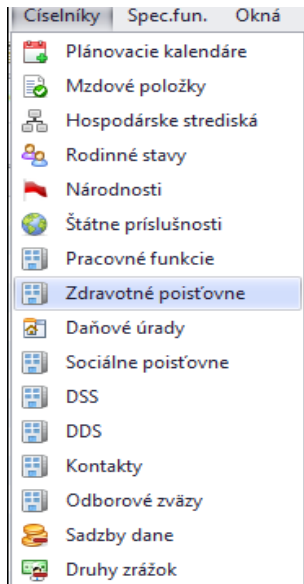 Číselníky Spec.fun. Okná
Plánovacie kalendáre
Mzdové položky
Hospodárske strediská
Rodinné stavy
Národnosti
Štátne príslušnosti
Pracovné funkcie
Zdravotné poisťovne
Daňové úrady
Sociálne poisťovne
DSS
DDS
Kontakty
Odborové zväzy
Sadzby dane
Druhy zrážok